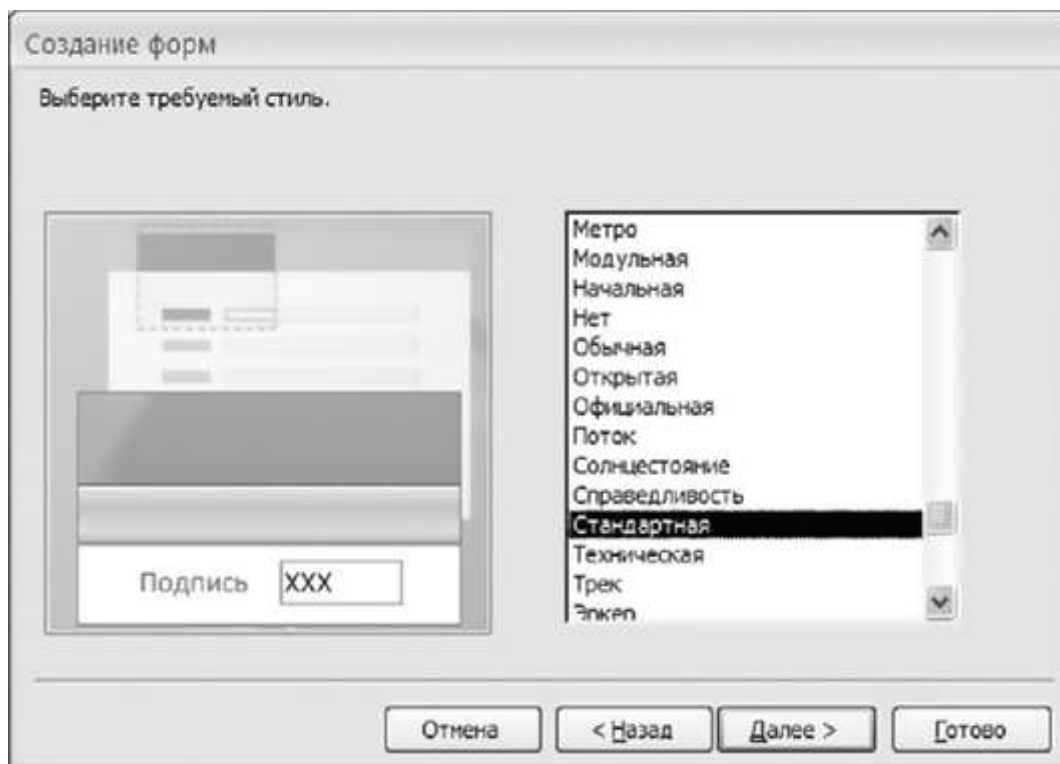 Создание форм
Выберите требуемый стиль.
Метро
Модульная
Начальная
Нет
Обычная
Открытая
Официальная
Поток
Солнцестояние
Справедливость
Стандартная
Техническая
Трек
Эркер
Подпись XXX
Отмена < Назад Далее > Готово